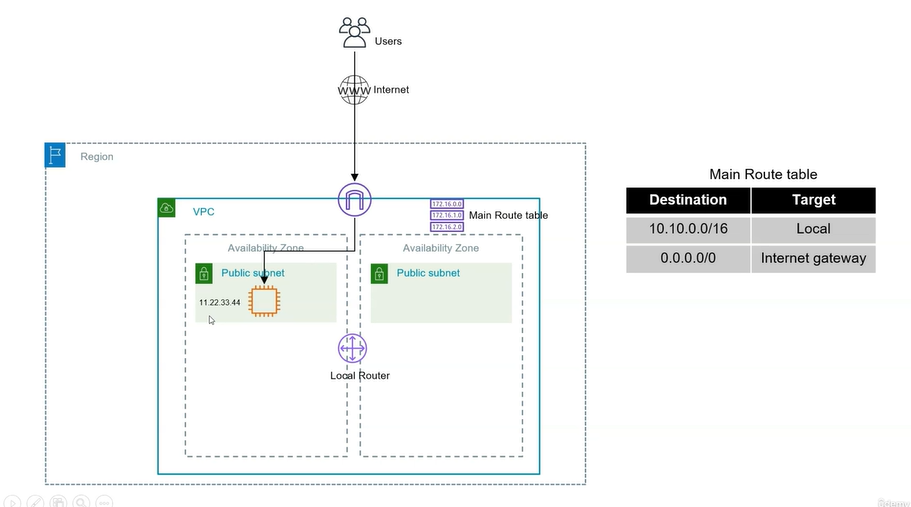 Users
WWW
Internet
Region
VPC
172.16.0.0
172.16.1.0
172.16.2.0
Main Route table
Availability Zone
Availability Zone
Public subnet
Public subnet
11.22.33.44
Local Router
Main Route table
Destination Target
10.10.0.0/16 Local
0.0.0.0/0 Internet gateway
Udemy